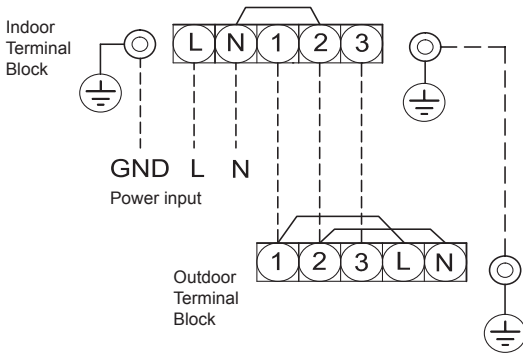 Indoor
Terminal
Block
L N 1 2 3
GND L N
Power input
1 2 3 L N
Outdoor
Terminal
Block